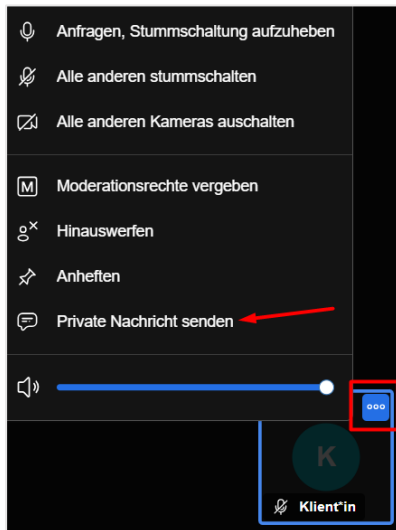 Anfragen, Stummschaltung aufzuheben
Alle anderen stummschalten
Alle anderen Kameras auschalten
M Moderationsrechte vergeben
Hinauswerfen
Anheften
Private Nachricht senden
K
Klient*in